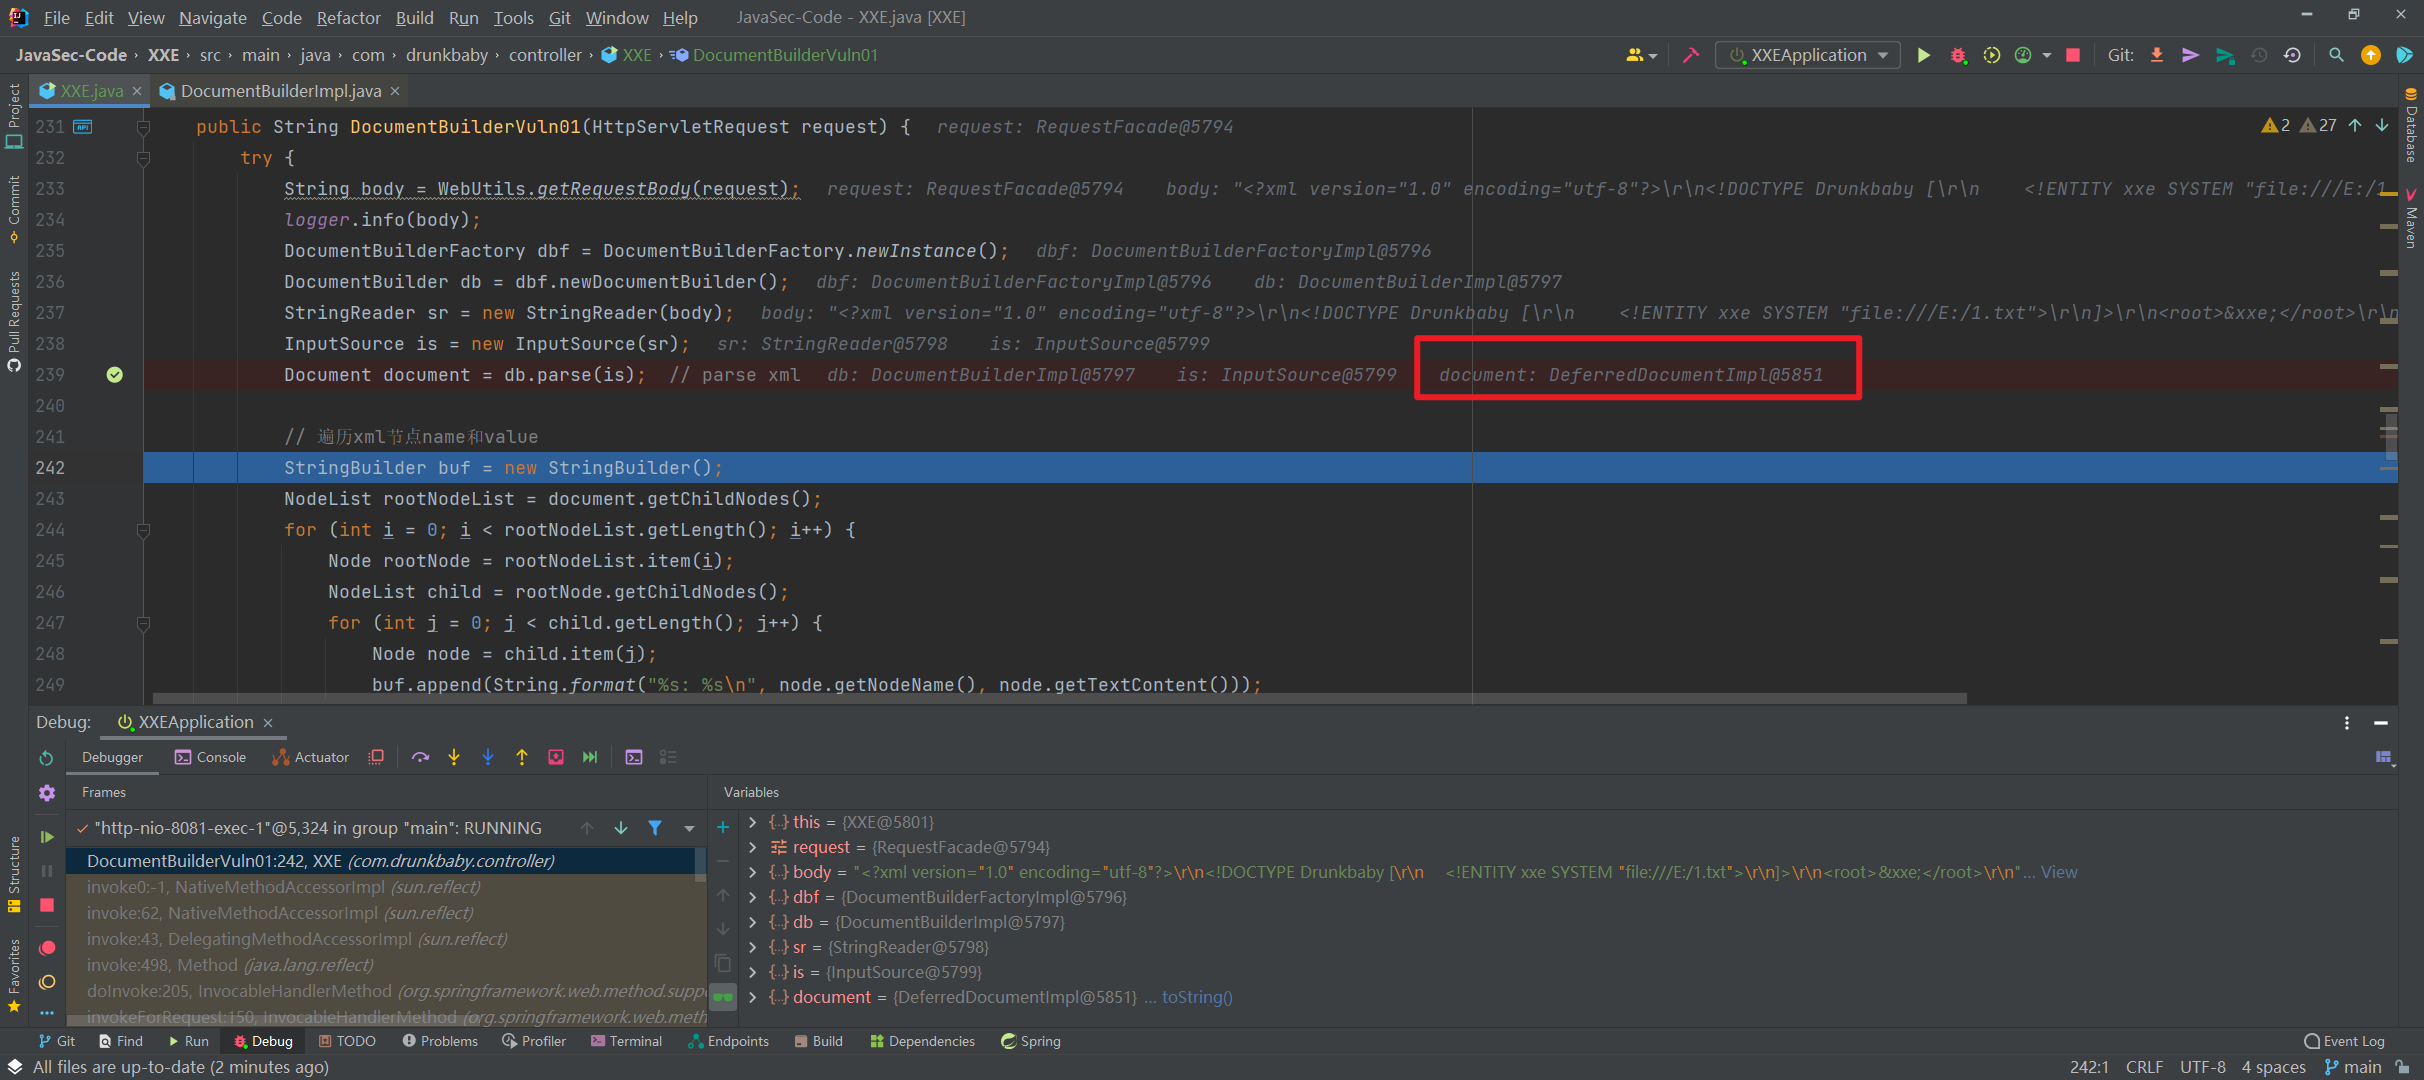 File Edit View Navigate Code Refactor Build Run Tools Git Window Help JavaSec-Code - XXE.java [XXE]
JavaSec-Code › XXE › src › main › java › com › drunkbaby › controller › XXE › DocumentBuilderVuln01
XXEApplication
Git:
XXE.java × DocumentBuilderImpl.java ×
Project
Commit
Pull Requests
Structure
Favorites
Database
Maven
2 27
231 public String DocumentBuilderVuln01(HttpServletRequest request) { request: RequestFacade@5794
232 try {
233 String body = WebUtils.getRequestBody(request); request: RequestFacade@5794 body: "<?xml version="1.0" encoding="utf-8"?>\r\n<!DOCTYPE Drunkbaby [\r\n <!ENTITY xxe SYSTEM "file:///E:/1
234 logger.info(body);
235 DocumentBuilderFactory dbf = DocumentBuilderFactory.newInstance(); dbf: DocumentBuilderFactoryImpl@5796
236 DocumentBuilder db = dbf.newDocumentBuilder(); dbf: DocumentBuilderFactoryImpl@5796 db: DocumentBuilderImpl@5797
237 StringReader sr = new StringReader(body); body: "<?xml version="1.0" encoding="utf-8"?>\r\n<!DOCTYPE Drunkbaby [\r\n <!ENTITY xxe SYSTEM "file:///E:/1.txt">\r\n]>\r\n<root>&xxe;</root>\r\n
238 InputSource is = new InputSource(sr); sr: StringReader@5798 is: InputSource@5799
239 Document document = db.parse(is); // parse xml db: DocumentBuilderImpl@5797 is: InputSource@5799 document: DeferredDocumentImpl@5851
240
241 // 遍历xml节点name和value
242 StringBuilder buf = new StringBuilder();
243 NodeList rootNodeList = document.getChildNodes();
244 for (int i = 0; i < rootNodeList.getLength(); i++) {
245 Node rootNode = rootNodeList.item(i);
246 NodeList child = rootNode.getChildNodes();
247 for (int j = 0; j < child.getLength(); j++) {
248 Node node = child.item(j);
249 buf.append(String.format("%s: %s\n", node.getNodeName(), node.getTextContent()));
Debug: XXEApplication ×
Debugger Console Actuator
Frames
"http-nio-8081-exec-1"@5,324 in group "main": RUNNING
DocumentBuilderVuln01:242, XXE (com.drunkbaby.controller)
invoke0:-1, NativeMethodAccessorImpl (sun.reflect)
invoke:62, NativeMethodAccessorImpl (sun.reflect)
invoke:43, DelegatingMethodAccessorImpl (sun.reflect)
invoke:498, Method (java.lang.reflect)
doInvoke:205, InvocableHandlerMethod (org.springframework.web.method.suppo
invokeForRequest:150, InvocableHandlerMethod (org.springframework.web.meth
Variables
this = {XXE@5801}
request = {RequestFacade@5794}
body = "<?xml version="1.0" encoding="utf-8"?>\r\n<!DOCTYPE Drunkbaby [\r\n <!ENTITY xxe SYSTEM "file:///E:/1.txt">\r\n]>\r\n<root>&xxe;</root>\r\n"... View
dbf = {DocumentBuilderFactoryImpl@5796}
db = {DocumentBuilderImpl@5797}
sr = {StringReader@5798}
is = {InputSource@5799}
document = {DeferredDocumentImpl@5851} ... toString()
Git Find Run Debug TODO Problems Profiler Terminal Endpoints Build Dependencies Spring Event Log
All files are up-to-date (2 minutes ago) 242:1 CRLF UTF-8 4 spaces main